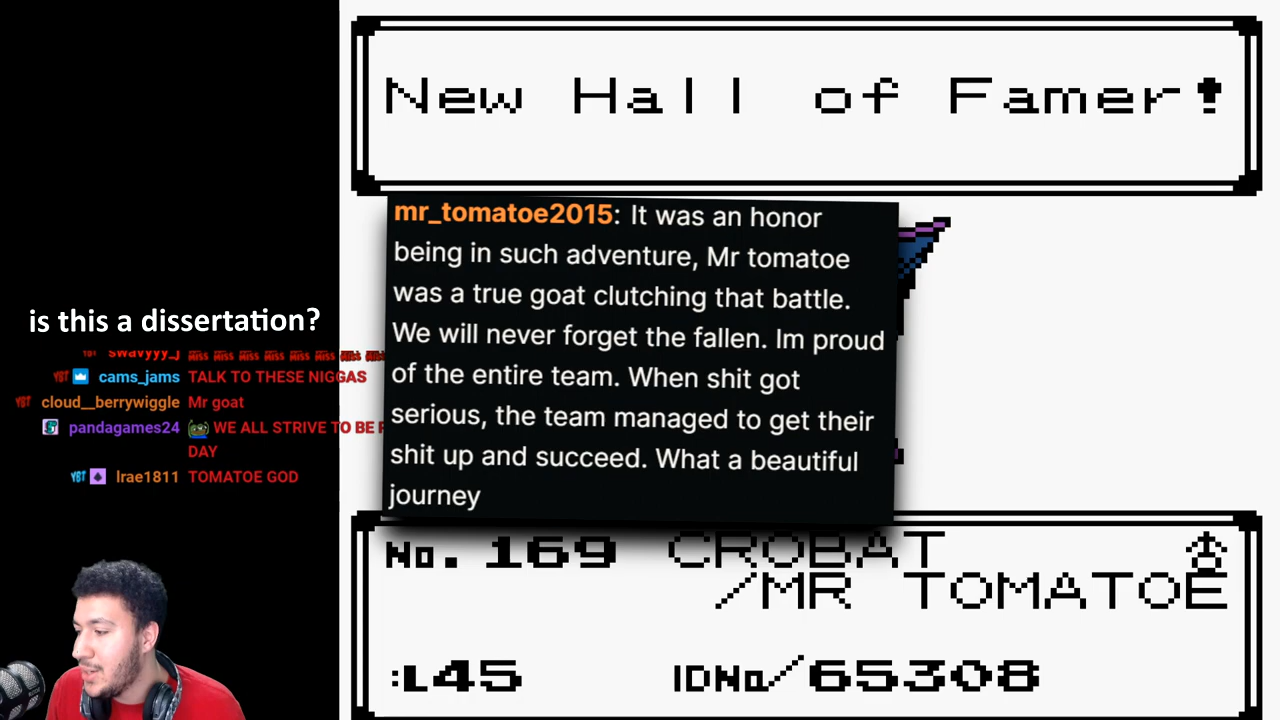 New Hall of Famer!
mr_tomatoe2015: It was an honor
being in such adventure, Mr tomatoe
was a true goat clutching that battle.
We will never forget the fallen. Im proud
of the entire team. When shit got
serious, the team managed to get their
shit up and succeed. What a beautiful
journey
is this a dissertation?
YBT swavyyy_j
cams_jams TALK TO THESE NIGGAS
YBT cloud__berrywiggle Mr goat
pandagames24 WE ALL STRIVE TO BE
DAY
YBT lrae1811 TOMATOE GOD
No. 169 CROBAT ♂
/MR TOMATOE
:L45 IDNo/65308